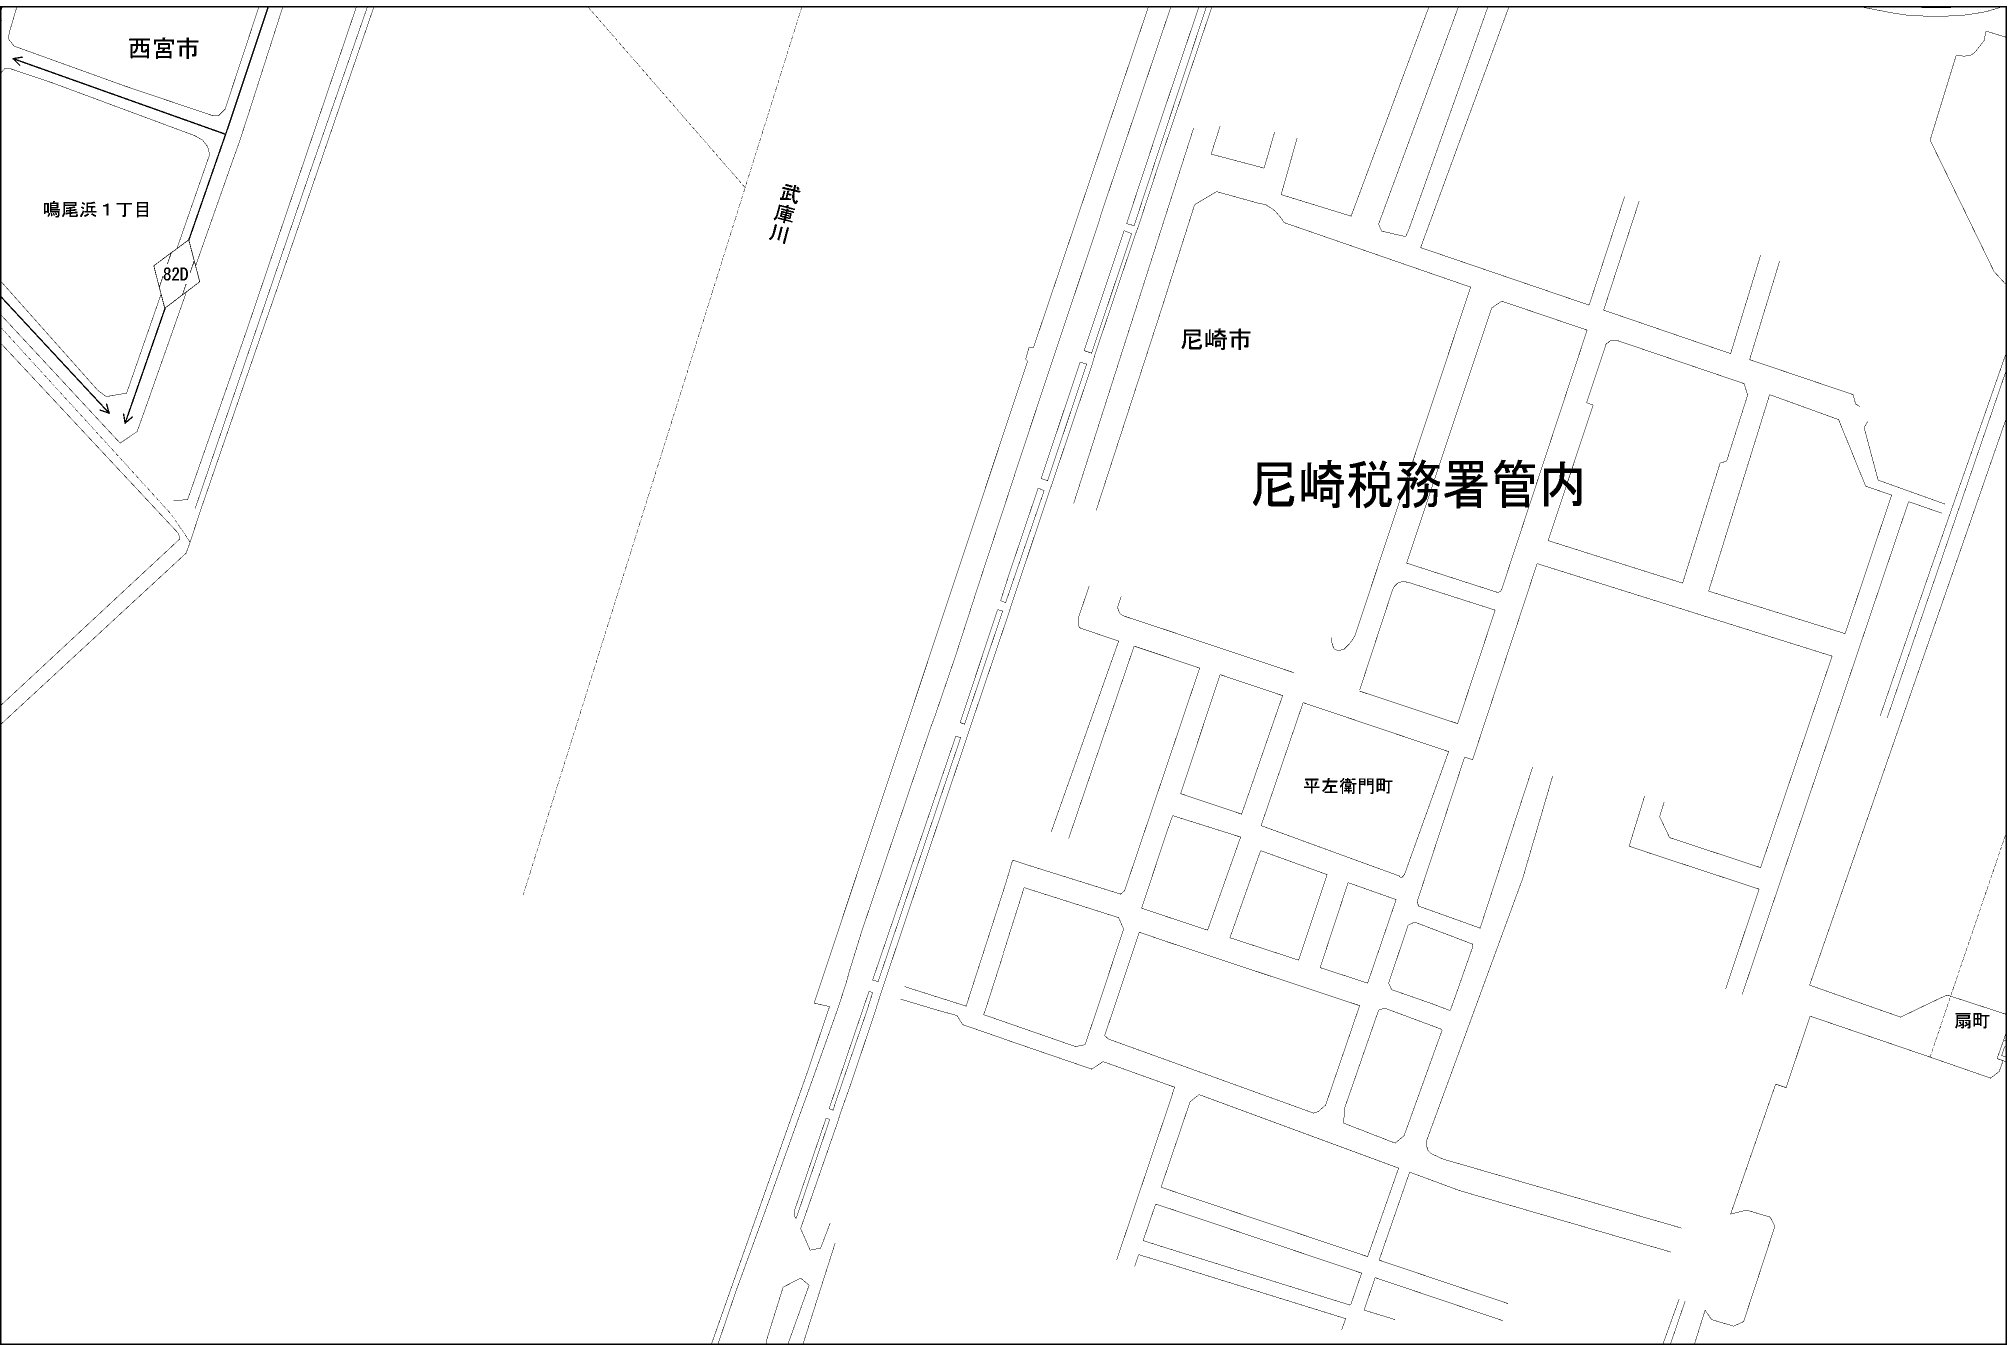 西宮市
鳴尾浜1丁目
武庫川
82D
尼崎市
尼崎税務署管内
平左衛門町
扇町